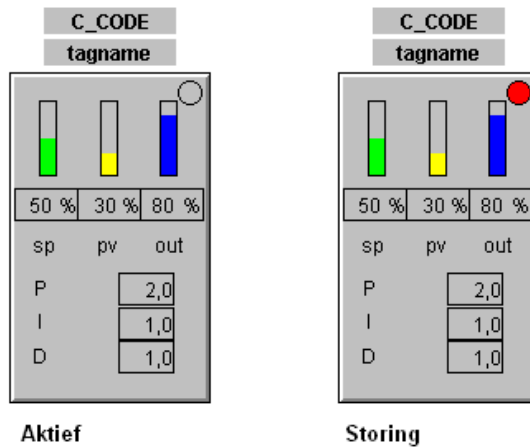 C_CODE C_CODE
tagname tagname
50 % 30 % 80 % 50 % 30 % 80 %
sp pv out sp pv out
P 2,0 P 2,0
I 1,0 I 1,0
D 1,0 D 1,0
Aktief Storing